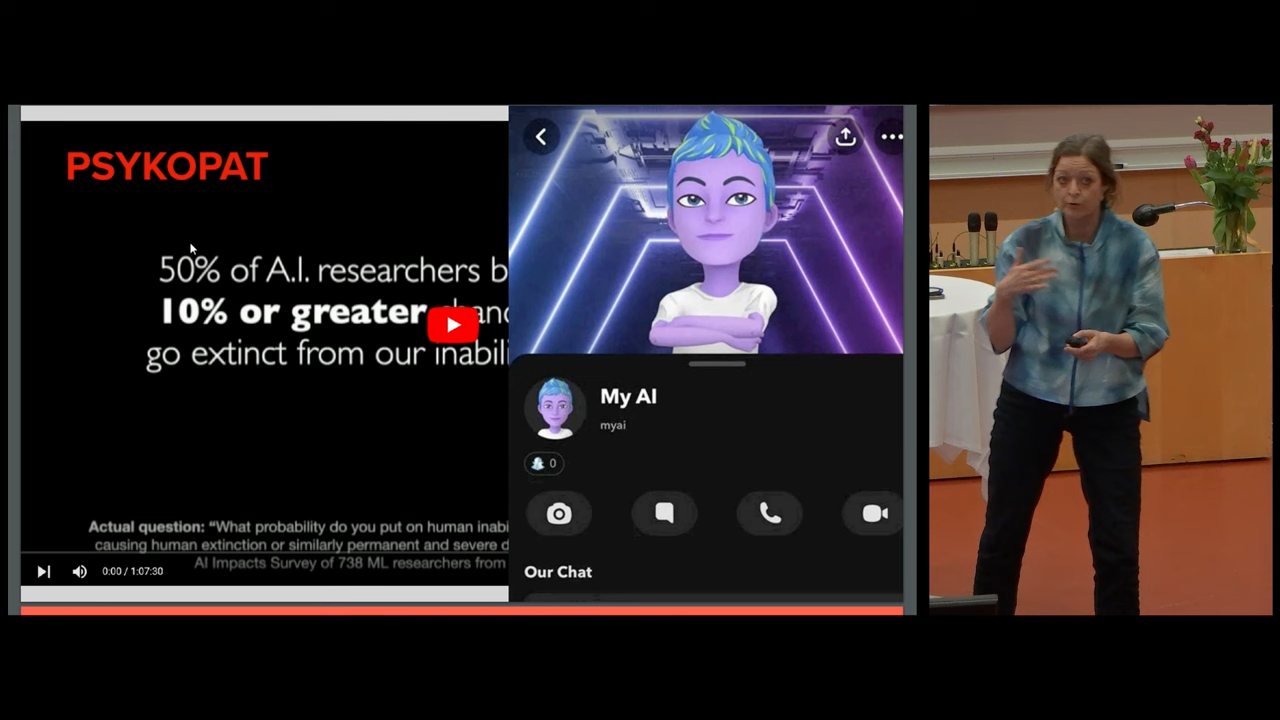 PSYKOPAT
50% of A.I. researchers b
10% or greater
go extinct from our inabili
Actual question: "What probability do you put on human inabi
causing human extinction or similarly permanent and severe d
AI Impacts Survey of 738 ML researchers from
0:00 / 1:07:30
My AI
myai
0
Our Chat